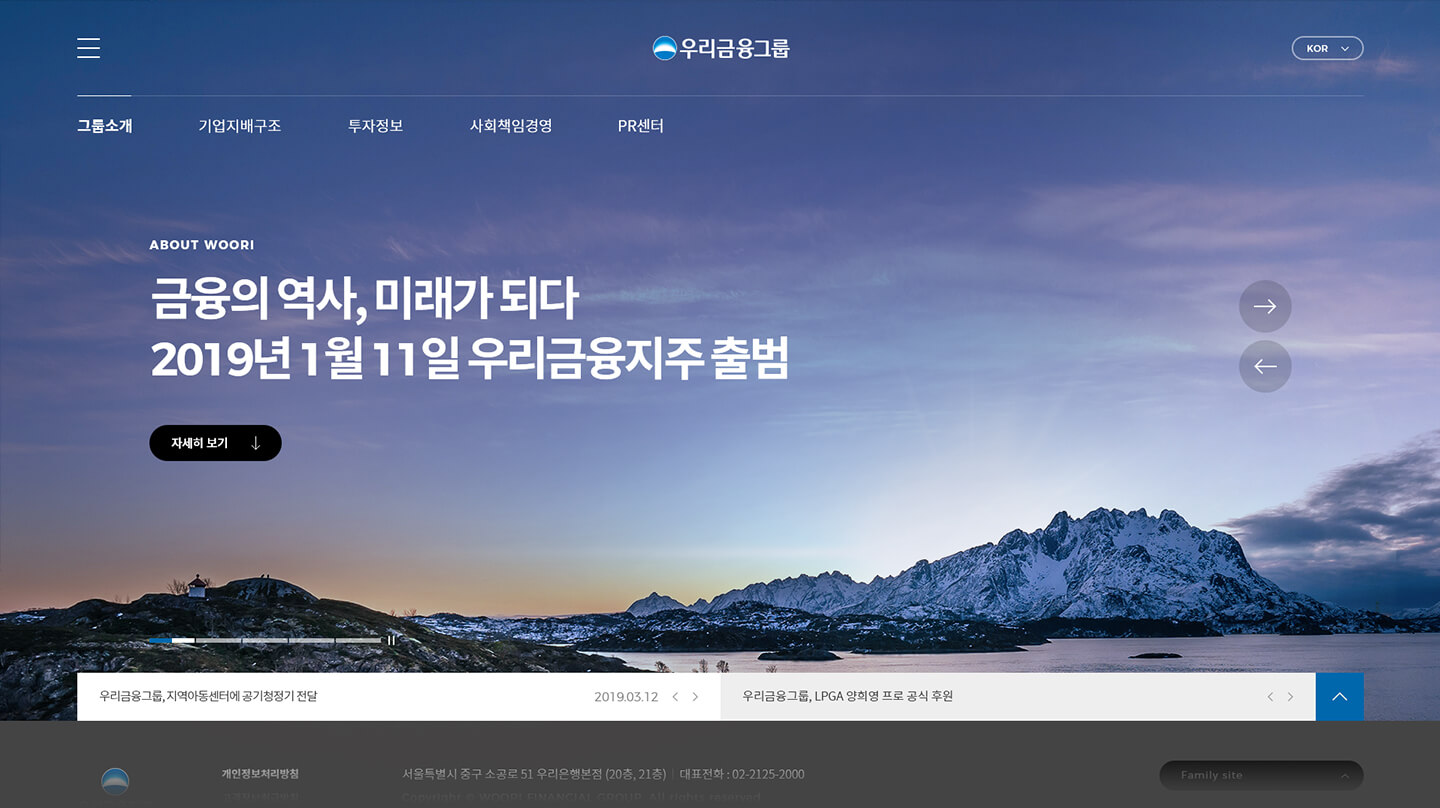 우리금융그룹
KOR
그룹소개
기업지배구조
투자정보
사회책임경영
PR센터
ABOUT WOORI
금융의 역사, 미래가 되다
2019년 1월 11일 우리금융지주 출범
자세히 보기
우리금융그룹, 지역아동센터에 공기청정기 전달
2019.03.12
우리금융그룹, LPGA 양희영 프로 공식 후원
개인정보처리방침
서울특별시 중구 소공로 51 우리은행본점 (20층, 21층) | 대표전화 : 02-2125-2000
Family site
Copyright © WOORI FINANCIAL GROUP. All rights reserved.